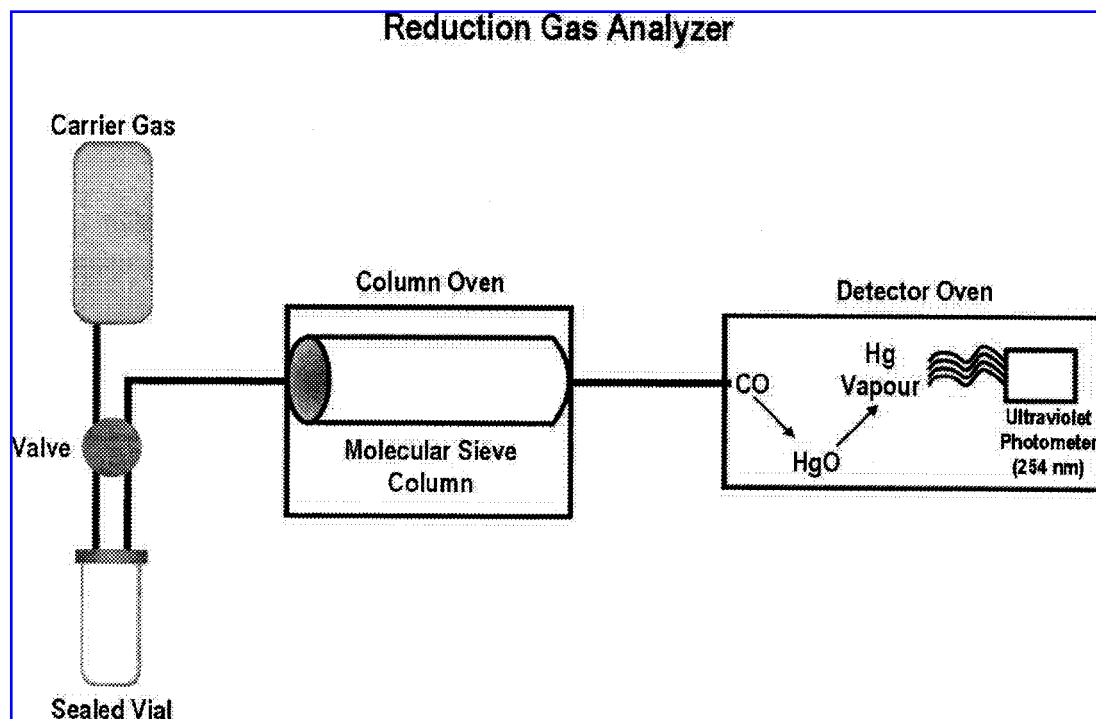 Reduction Gas Analyzer
Carrier Gas
Column Oven
Detector Oven
CO
Hg
Vapour
HgO
Ultraviolet
Photometer
(254 nm)
Valve
Molecular Sieve
Column
Sealed Vial